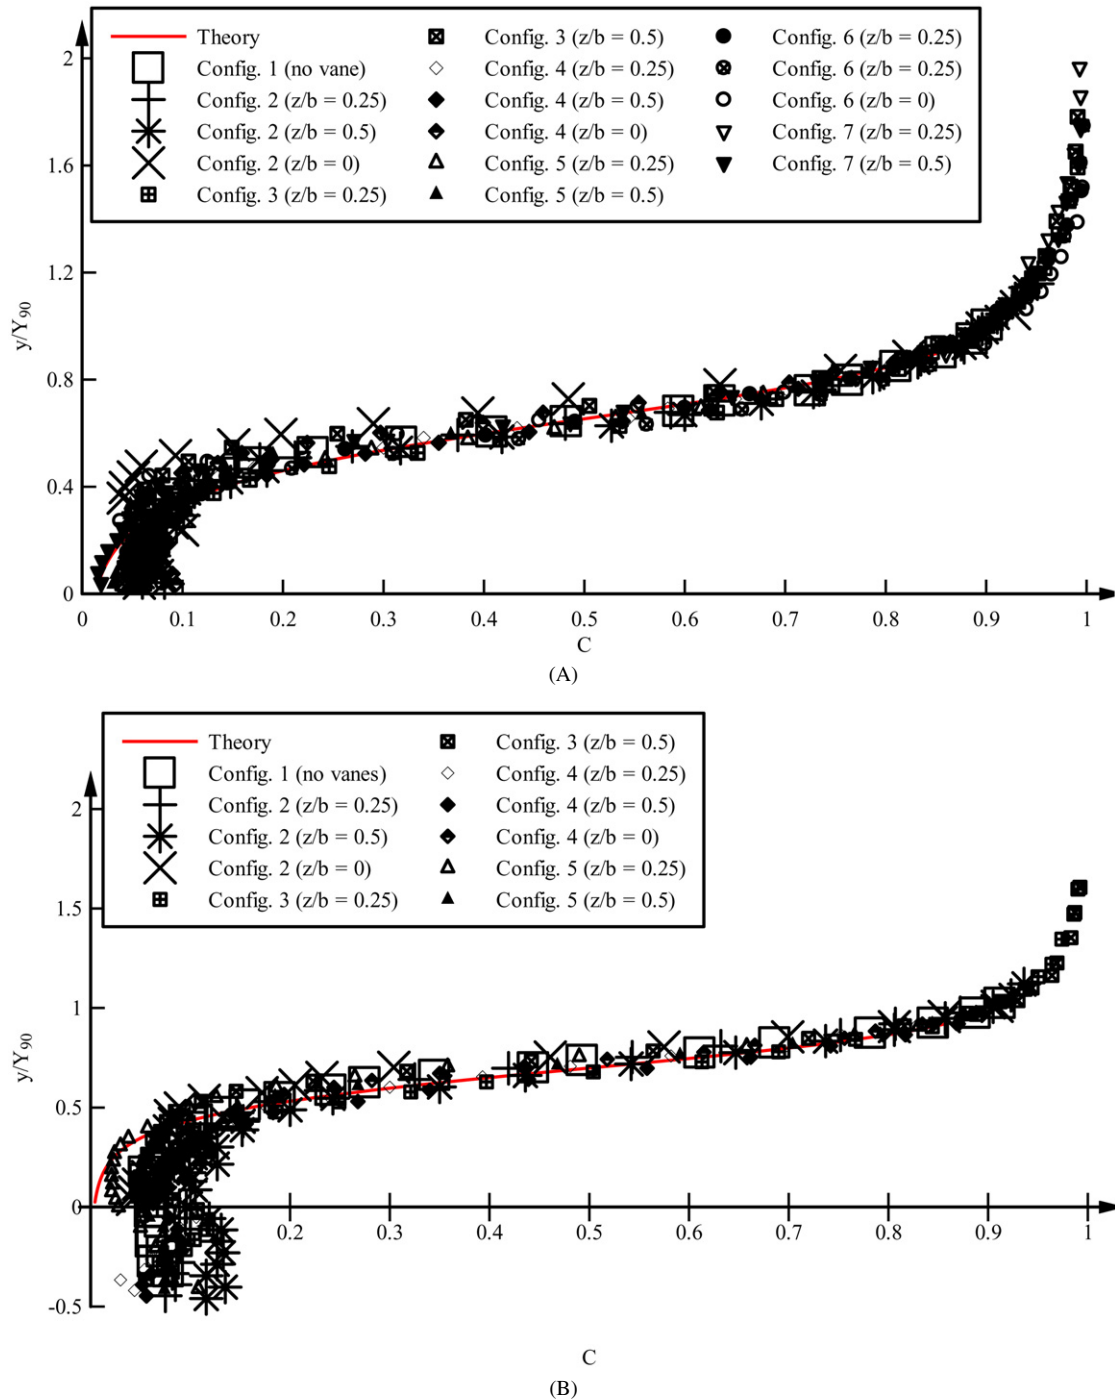 Theory
Config. 1 (no vane)
Config. 2 (z/b = 0.25)
Config. 2 (z/b = 0.5)
Config. 2 (z/b = 0)
Config. 3 (z/b = 0.25)
Config. 3 (z/b = 0.5)
Config. 4 (z/b = 0.25)
Config. 4 (z/b = 0.5)
Config. 4 (z/b = 0)
Config. 5 (z/b = 0.25)
Config. 5 (z/b = 0.5)
Config. 6 (z/b = 0.25)
Config. 6 (z/b = 0.25)
Config. 6 (z/b = 0)
Config. 7 (z/b = 0.25)
Config. 7 (z/b = 0.5)
2
1.6
1.2
0.8
0.4
0
y/Y90
0 0.1 0.2 0.3 0.4 0.5 0.6 0.7 0.8 0.9 1
C
(A)
Theory
Config. 1 (no vanes)
Config. 2 (z/b = 0.25)
Config. 2 (z/b = 0.5)
Config. 2 (z/b = 0)
Config. 3 (z/b = 0.25)
Config. 3 (z/b = 0.5)
Config. 4 (z/b = 0.25)
Config. 4 (z/b = 0.5)
Config. 4 (z/b = 0)
Config. 5 (z/b = 0.25)
Config. 5 (z/b = 0.5)
2
1.5
1
0.5
0
-0.5
y/Y90
0.2 0.3 0.4 0.5 0.6 0.7 0.8 0.9 1
C
(B)